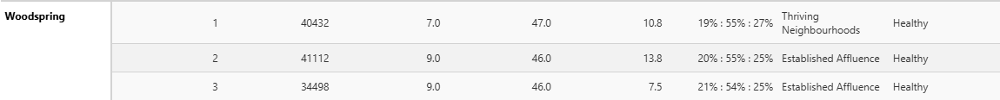 Woodspring 1 40432 7.0 47.0 10.8 19% : 55% : 27% Thriving
Neighbourhoods Healthy
2 41112 9.0 46.0 13.8 20% : 55% : 25% Established Affluence Healthy
3 34498 9.0 46.0 7.5 21% : 54% : 25% Established Affluence Healthy